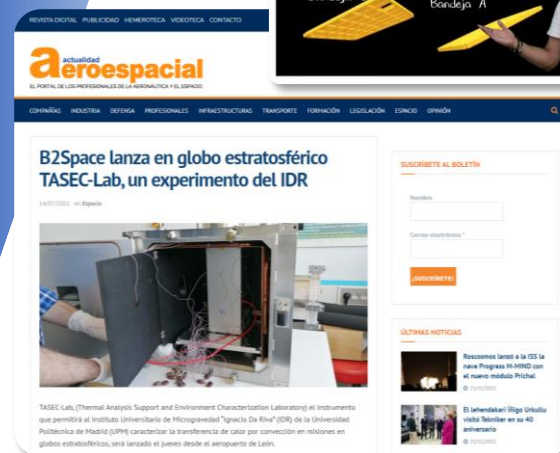 Bandeja A
REVISTA DIGITAL PUBLICIDAD HEMEROTECA VIDEOTECA CONTACTO
actualidad
aeroespacial
EL PORTAL DE LOS PROFESIONALES DE LA AERONÁUTICA Y EL ESPACIO
COMPAÑÍAS INDUSTRIA DEFENSA PROFESIONALES INFRAESTRUCTURAS TRANSPORTE FORMACIÓN LEGISLACIÓN ESPACIO OPINIÓN
B2Space lanza en globo estratosférico
TASEC-Lab, un experimento del IDR
14/07/2021 en Espacio
TASEC-Lab, (Thermal Analysis Support and Environment Characterization Laboratory) el instrumento
que permitirá al Instituto Universitario de Microgravedad "Ignacio Da Riva" (IDR) de la Universidad
Politécnica de Madrid (UPM) caracterizar la transferencia de calor por convección en misiones en
globos estratosféricos, será lanzado el jueves desde el aeropuerto de León.
SUSCRÍBETE AL BOLETÍN
Nombre
Correo electrónico *
¡SUSCRÍBETE!
ÚLTIMAS NOTICIAS
Roscosmos lanzó a la ISS la
nave Progress M-MIND con
el nuevo módulo Prichal
El lehendakari Íñigo Urkullu
visitó Tekniker en su 40
aniversario